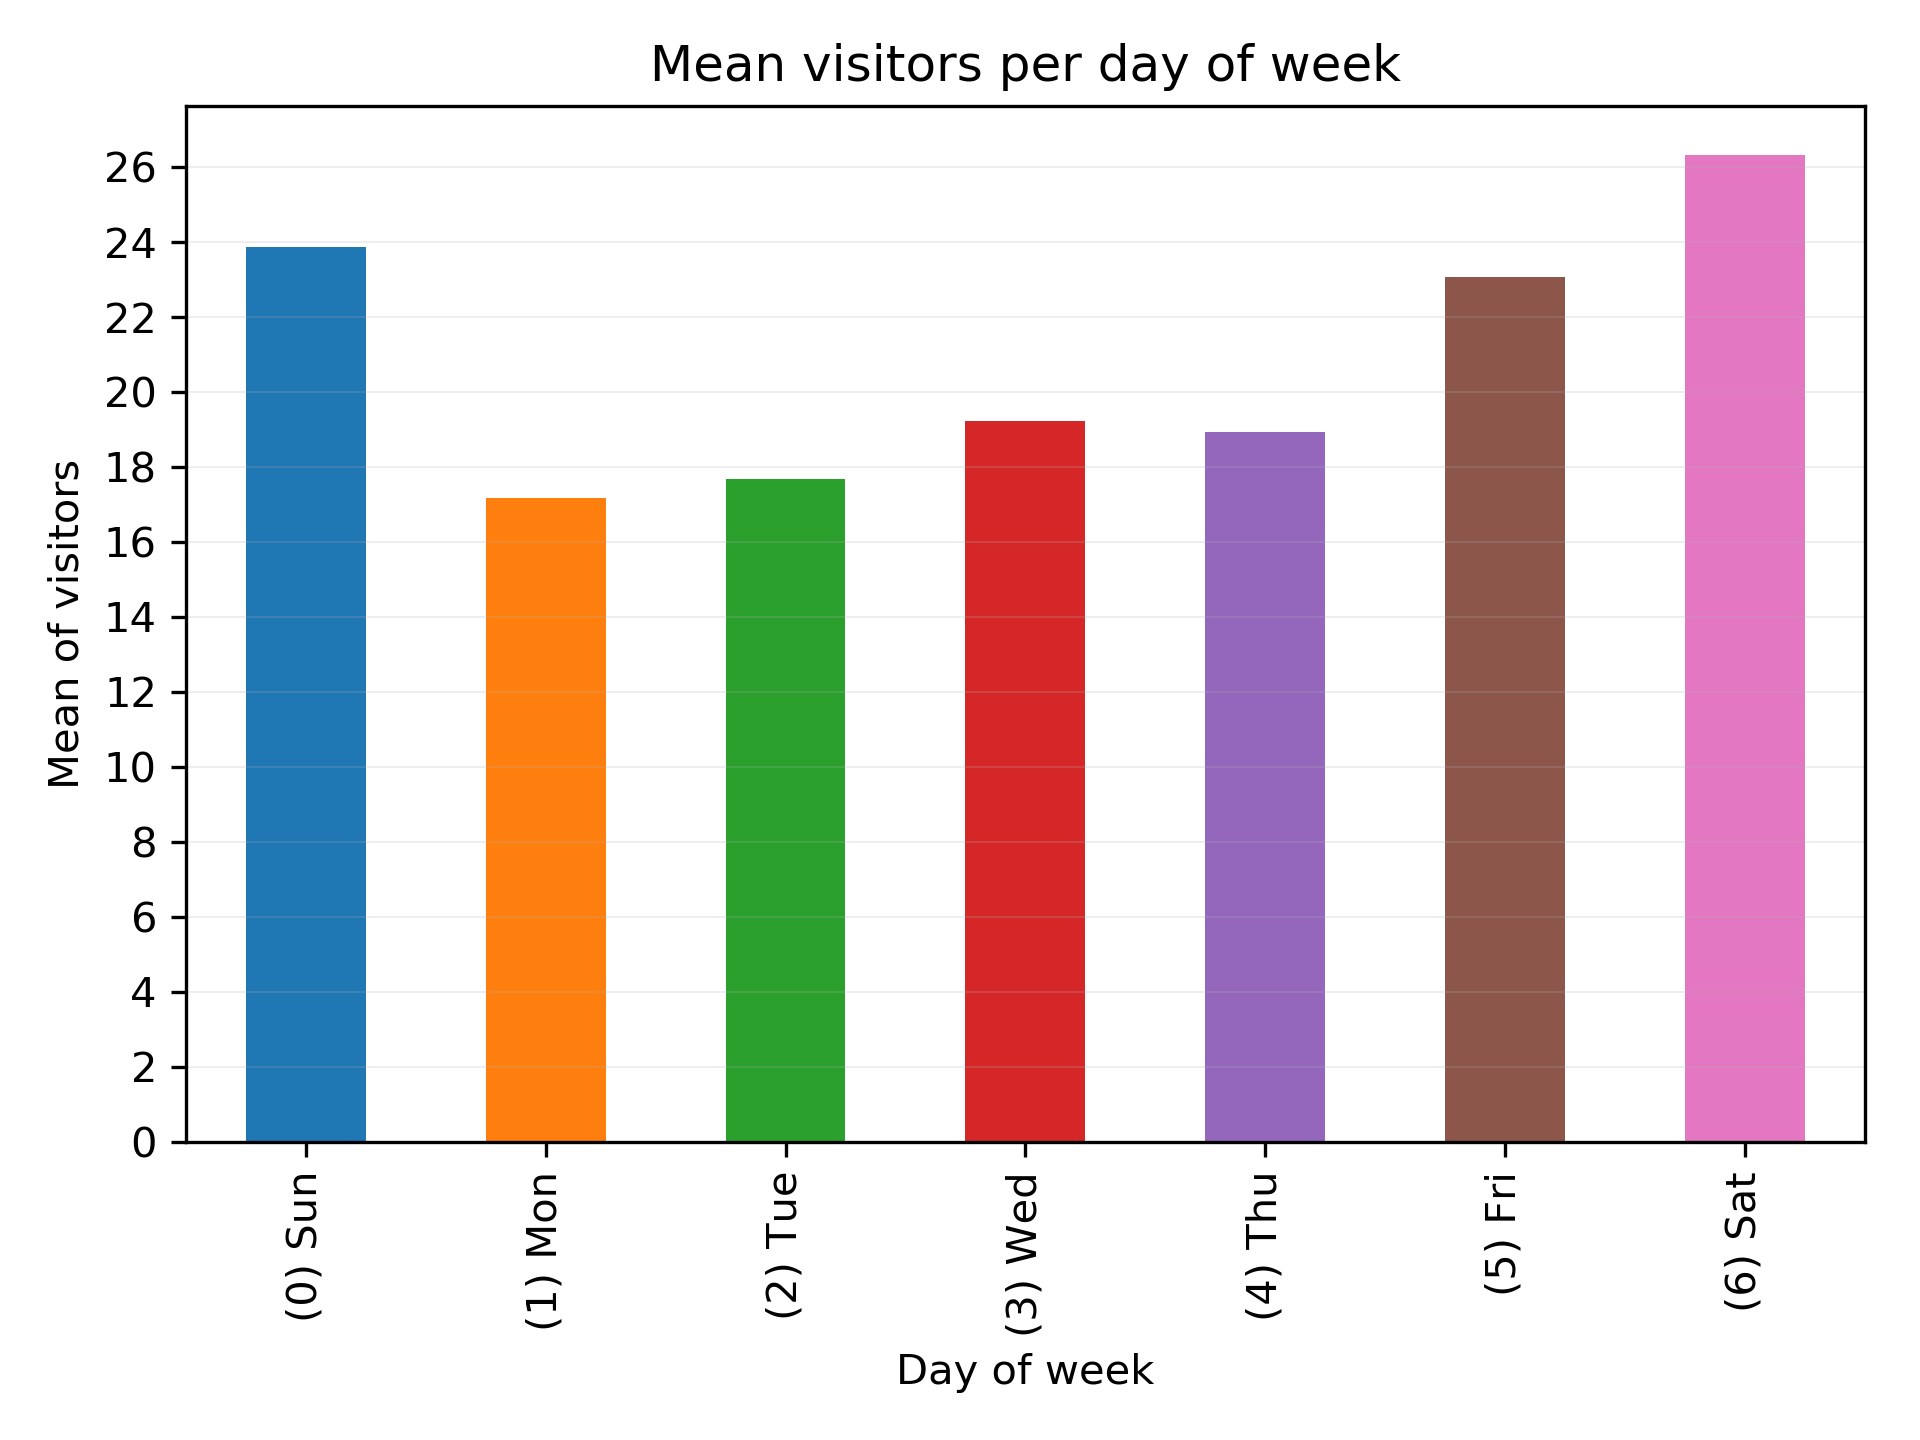 Mean visitors per day of week
Mean of visitors
26
24
22
20
18
16
14
12
10
8
6
4
2
0
(0) Sun
(1) Mon
(2) Tue
(3) Wed
(4) Thu
(5) Fri
(6) Sat
Day of week